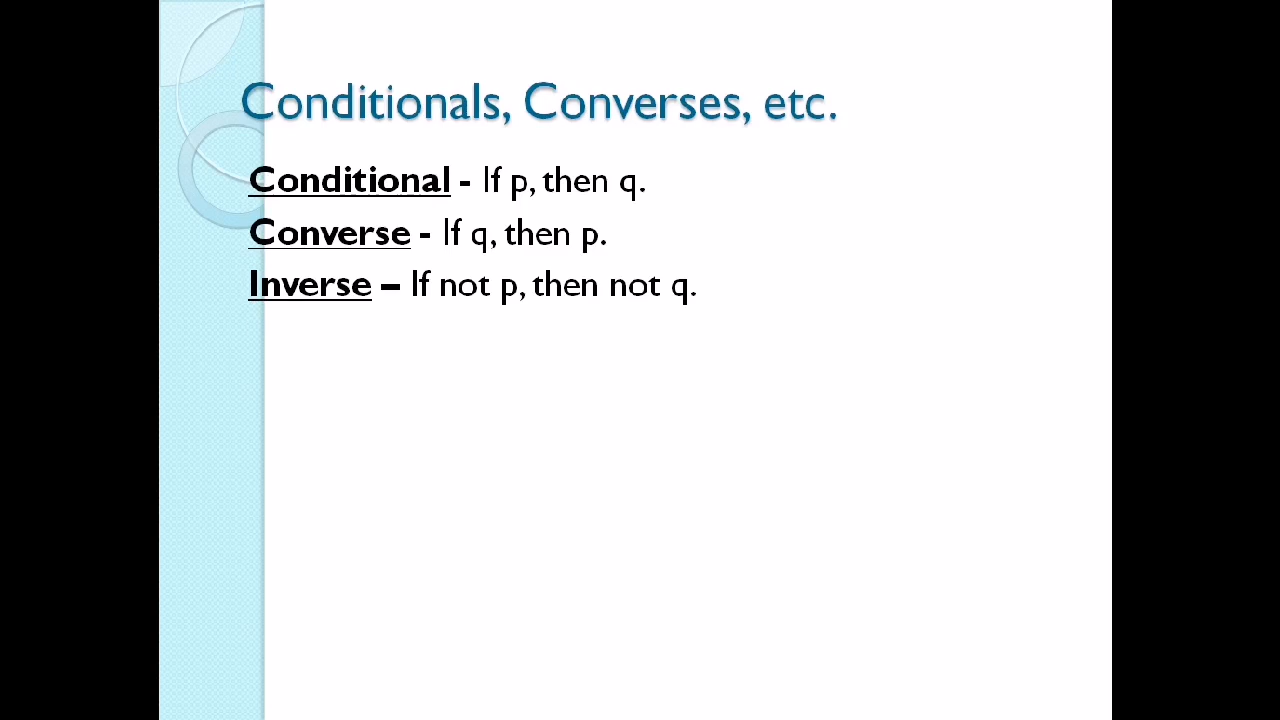 Conditionals, Converses, etc.
Conditional - If p, then q.
Converse - If q, then p.
Inverse – If not p, then not q.